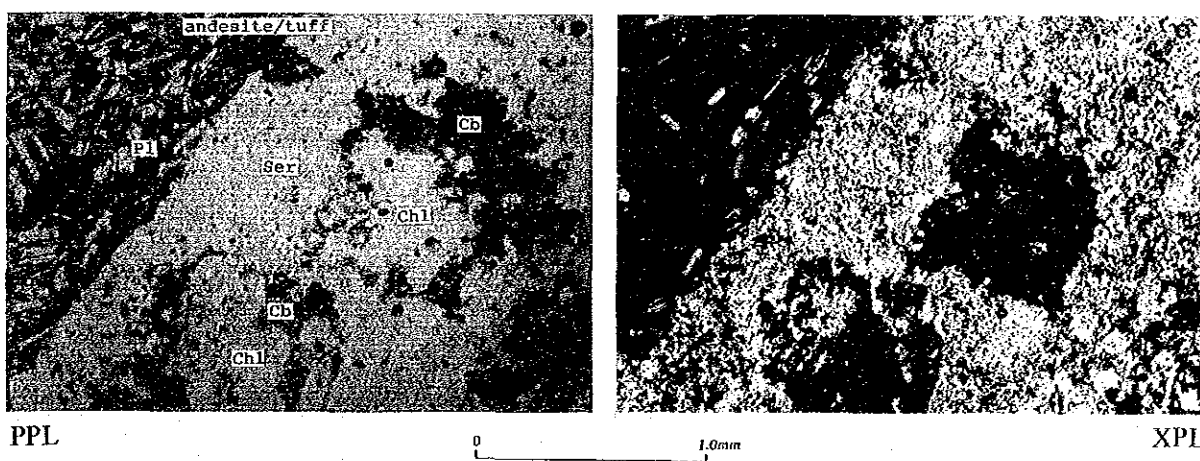 andesite/tuff
Cb
Pl
Ser
Chl
Cb
Chl
PPL
0 1.0mm
XPL